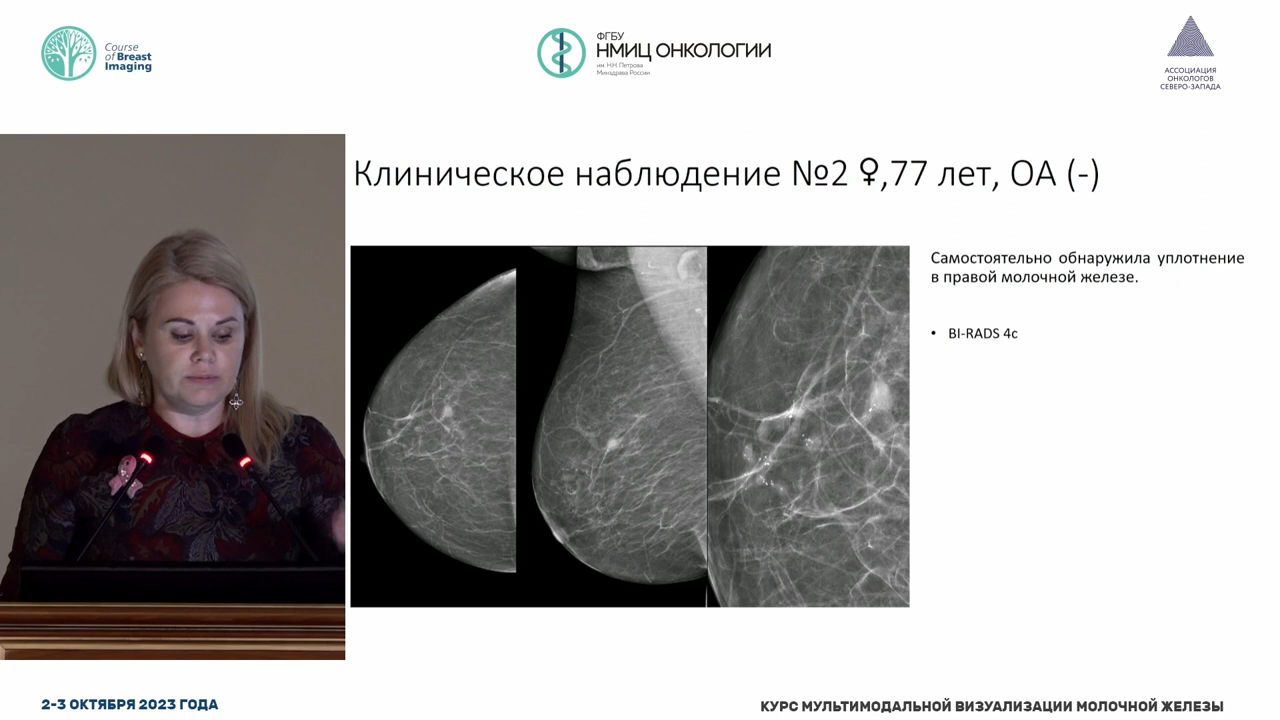 Course
of Breast
Imaging
ФГБУ
НМИЦ ОНКОЛОГИИ
им. Н.Н. Петрова
Минздрава России
АССОЦИАЦИЯ
ОНКОЛОГОВ
СЕВЕРО-ЗАПАДА
Клиническое наблюдение №2 ♀,77 лет, ОА (-)
Самостоятельно обнаружила уплотнение
в правой молочной железе.
• BI-RADS 4c
2-3 ОКТЯБРЯ 2023 ГОДА
КУРС МУЛЬТИМОДАЛЬНОЙ ВИЗУАЛИЗАЦИИ МОЛОЧНОЙ ЖЕЛЕЗЫ